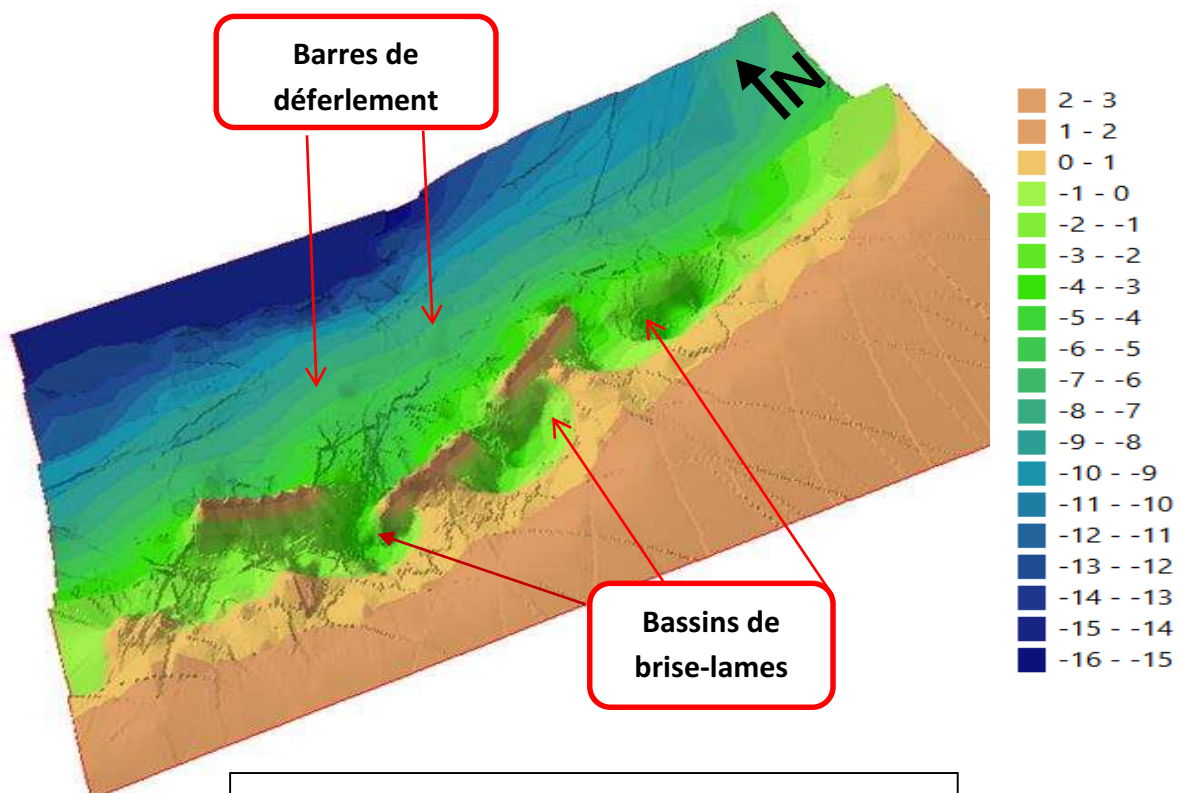 Barres de
déferlement
N
2 - 3
1 - 2
0 - 1
-1 - 0
-2 - -1
-3 - -2
-4 - -3
-5 - -4
-6 - -5
-7 - -6
-8 - -7
-9 - -8
-10 - -9
-11 - -10
-12 - -11
-13 - -12
-14 - -13
-15 - -14
-16 - -15
Bassins de
brise-lames